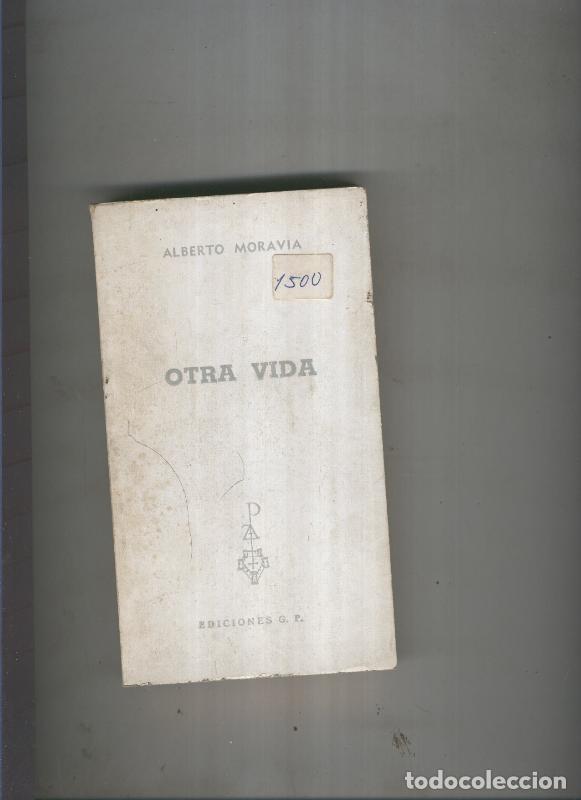 ALBERTO MORAVIA
1500
OTRA VIDA
P
Z
EDICIONES G. P.
todocoleccion